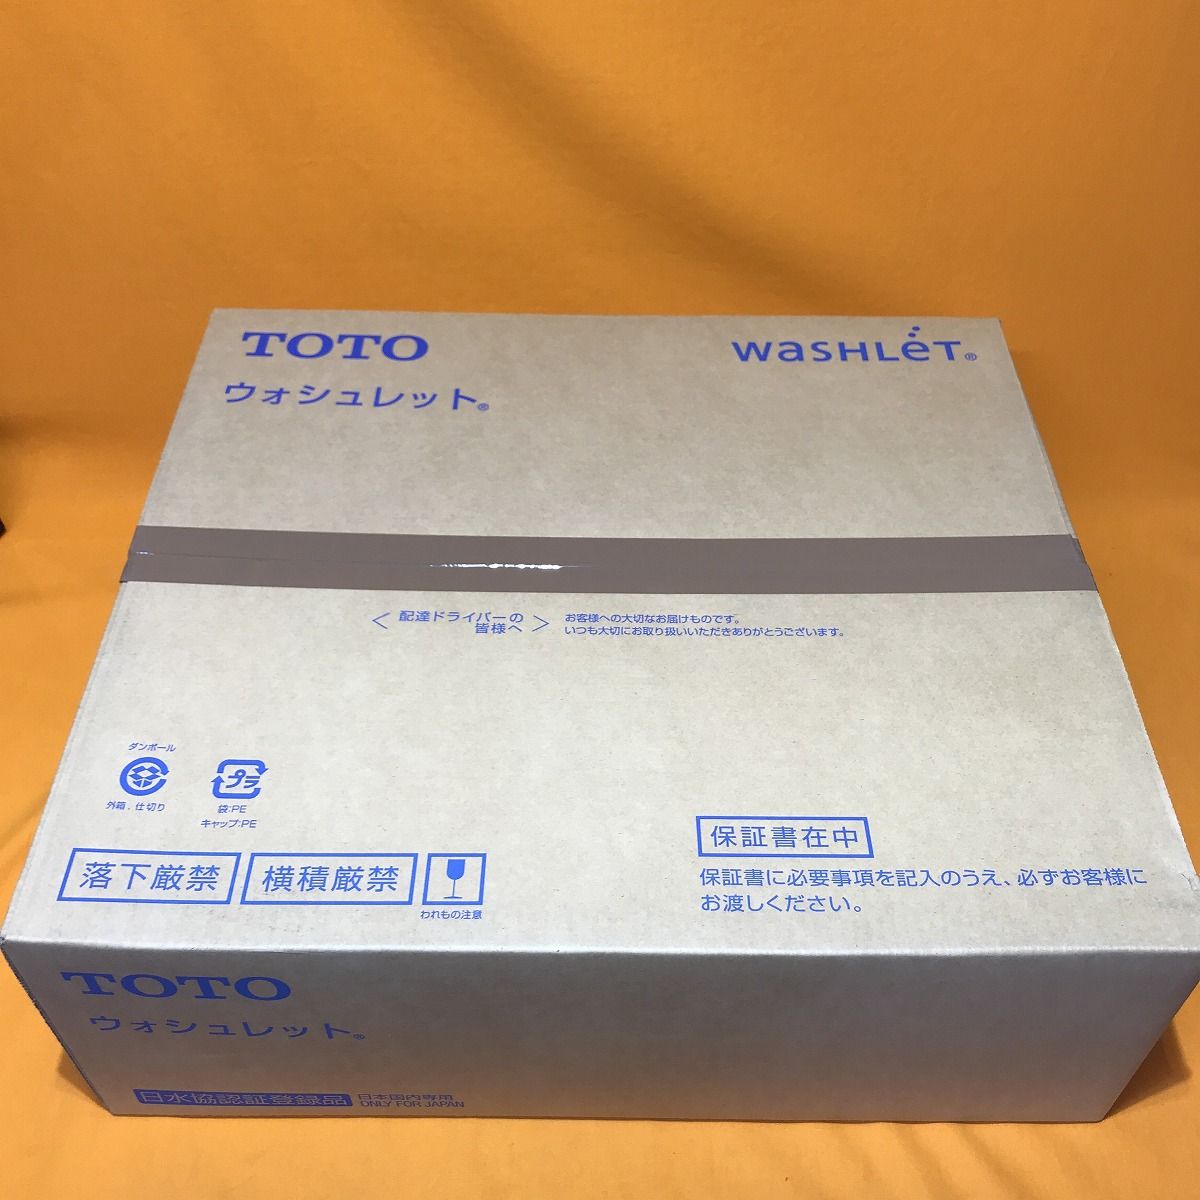 TOTO
WASHLET®
ウォシュレット®
配達ドライバーの
皆様へ
お客様への大切なお届けものです。
いつも大切にお取り扱いいただきありがとうございます。
ダンボール
外箱、仕切り
プラ
袋:PE
キャップ:PE
落下厳禁
横積厳禁
われもの注意
保証書在中
保証書に必要事項を記入のうえ、必ずお客様に
お渡しください。
TOTO
ウォシュレット®
日水協認証登録品
日本国内専用
ONLY FOR JAPAN